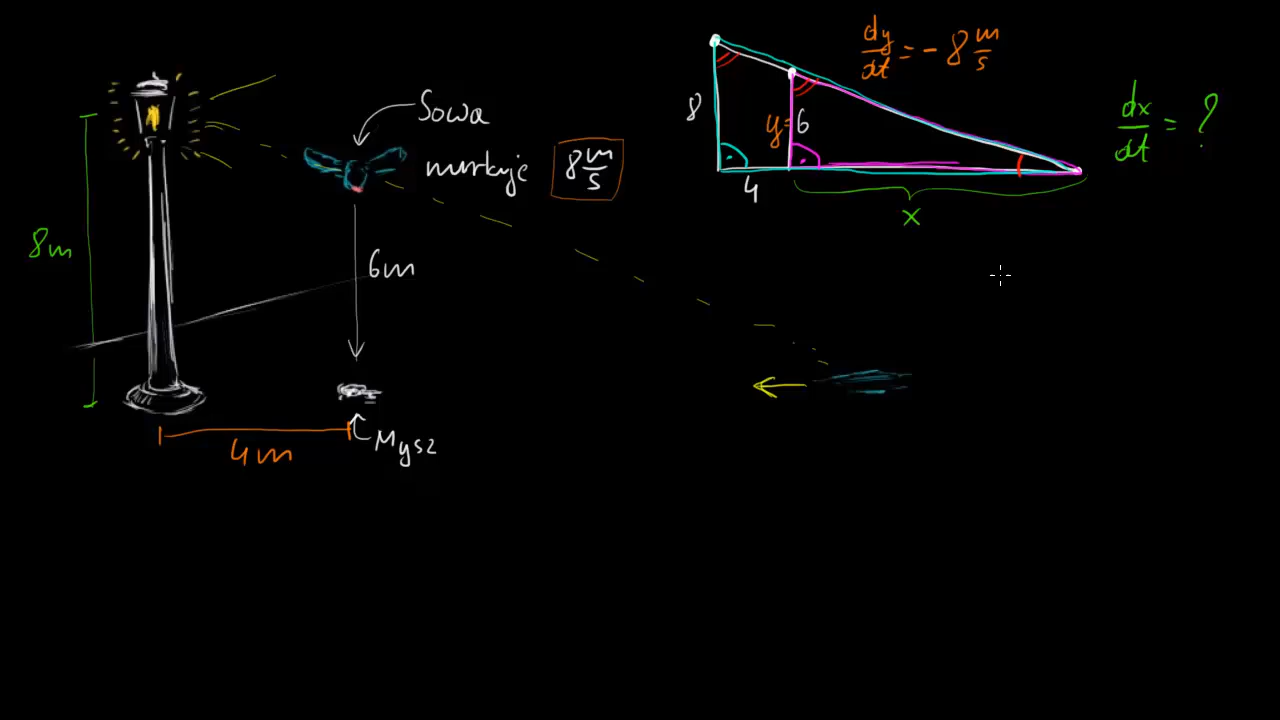 Sowa
nurkuje 8 m/s
8m
6m
Mysz
4m
dy/dt = - 8 m/s
8
y= 6
4
x
dx/dt = ?